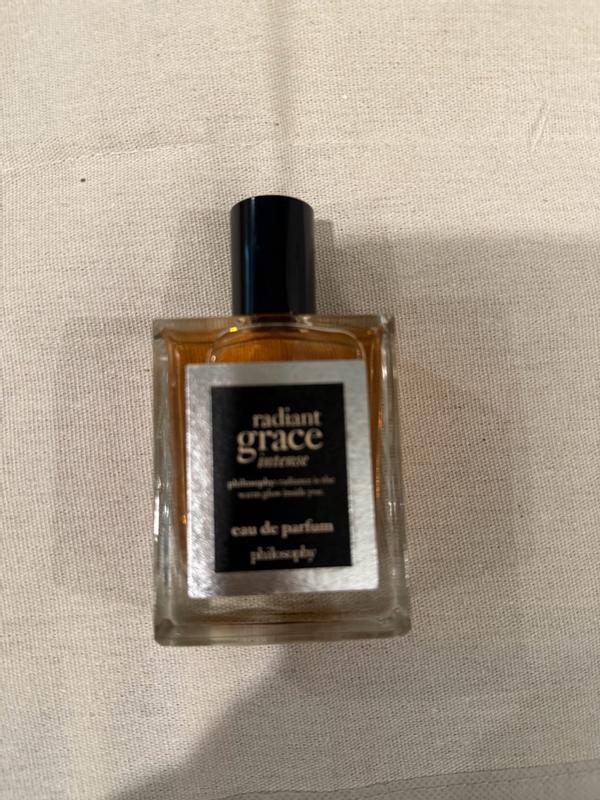 radiant
grace
intense
philosophy: radiance is the
warm glow inside you.
eau de parfum
philosophy